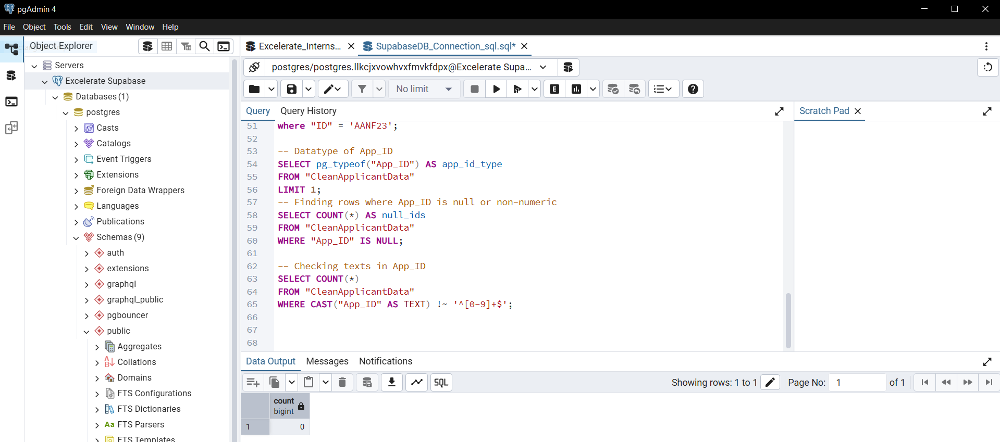 pgAdmin 4
File Object Tools Edit View Window Help
Object Explorer
Excelerate_Interns...
SupabaseDB_Connection_sql.sql*
Servers
Excelerate Supabase
Databases (1)
postgres
Casts
Catalogs
Event Triggers
Extensions
Foreign Data Wrappers
Languages
Publications
Schemas (9)
auth
extensions
graphql
graphql_public
pgbouncer
public
Aggregates
Collations
Domains
FTS Configurations
FTS Dictionaries
Aa FTS Parsers
FTS Templates
postgres/postgres.llkcjxvowhvxfmvkfdpx@Excelerate Supa...
No limit
E
Query Query History
Scratch Pad
51 where "ID" = 'AANF23';
52
53 -- Datatype of App_ID
54 SELECT pg_typeof("App_ID") AS app_id_type
55 FROM "CleanApplicantData"
56 LIMIT 1;
57 -- Finding rows where App_ID is null or non-numeric
58 SELECT COUNT(*) AS null_ids
59 FROM "CleanApplicantData"
60 WHERE "App_ID" IS NULL;
61
62 -- Checking texts in App_ID
63 SELECT COUNT(*)
64 FROM "CleanApplicantData"
65 WHERE CAST("App_ID" AS TEXT) !~ '^[0-9]+$';
66
67
68
Data Output Messages Notifications
SQL
Showing rows: 1 to 1
Page No: 1 of 1
count
bigint
1 0